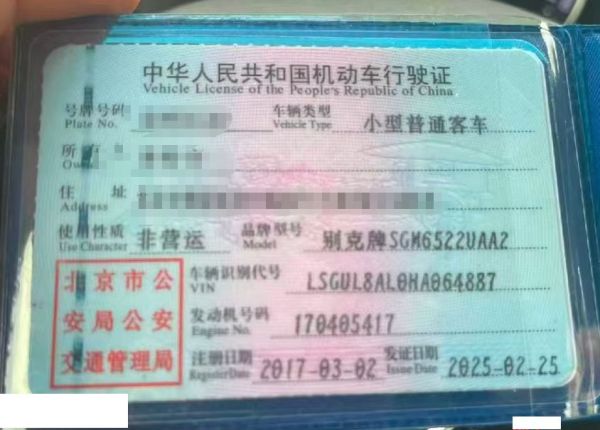 中华人民共和国机动车行驶证
Vehicle License of the People's Republic of China
号牌号码 车辆类型 小型普通客车
Plate No. Vehicle Type
所
住 址
Address
使用性质 非营运 品牌型号 别克牌SGM6522UAA2
Use Character Model
北京市公 车辆识别代号 LSGUL8AL0HA064887
VIN
安局公安 发动机号码 170405417
Engine No.
交通管理局 注册日期 2017-03-02 发证日期 2025-02-25
Register Date Issue Date